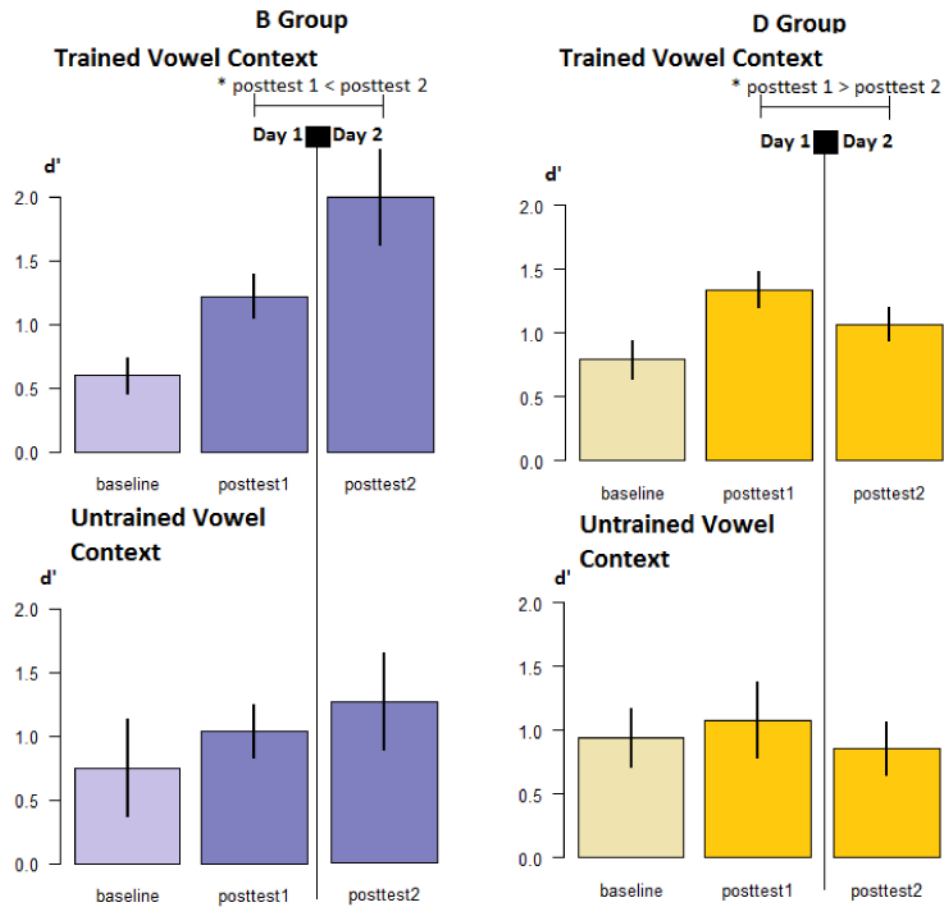 B Group
Trained Vowel Context
* posttest 1 < posttest 2
Day 1 Day 2
d'
2.0
1.5
1.0
0.5
0.0
baseline posttest1 posttest2
Untrained Vowel
Context
d'
2.0
1.5
1.0
0.5
0.0
baseline posttest1 posttest2
D Group
Trained Vowel Context
* posttest 1 > posttest 2
Day 1 Day 2
d'
2.0
1.5
1.0
0.5
0.0
baseline posttest1 posttest2
Untrained Vowel
Context
d'
2.0
1.5
1.0
0.5
0.0
baseline posttest1 posttest2